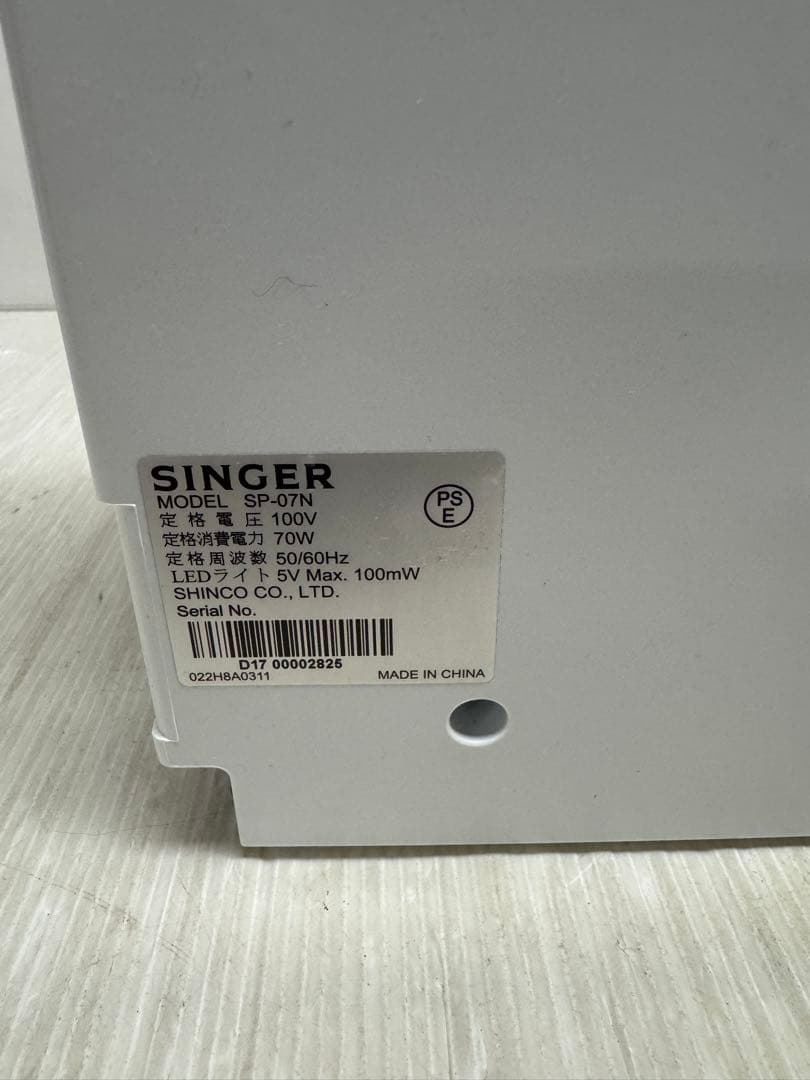 SINGER
MODEL SP-07N
PS
E
定格電圧 100V
定格消費電力 70W
定格周波数 50/60Hz
LEDライト 5V Max. 100mW
SHINCO CO., LTD.
Serial No.
D17 00002825
022H8A0311 MADE IN CHINA